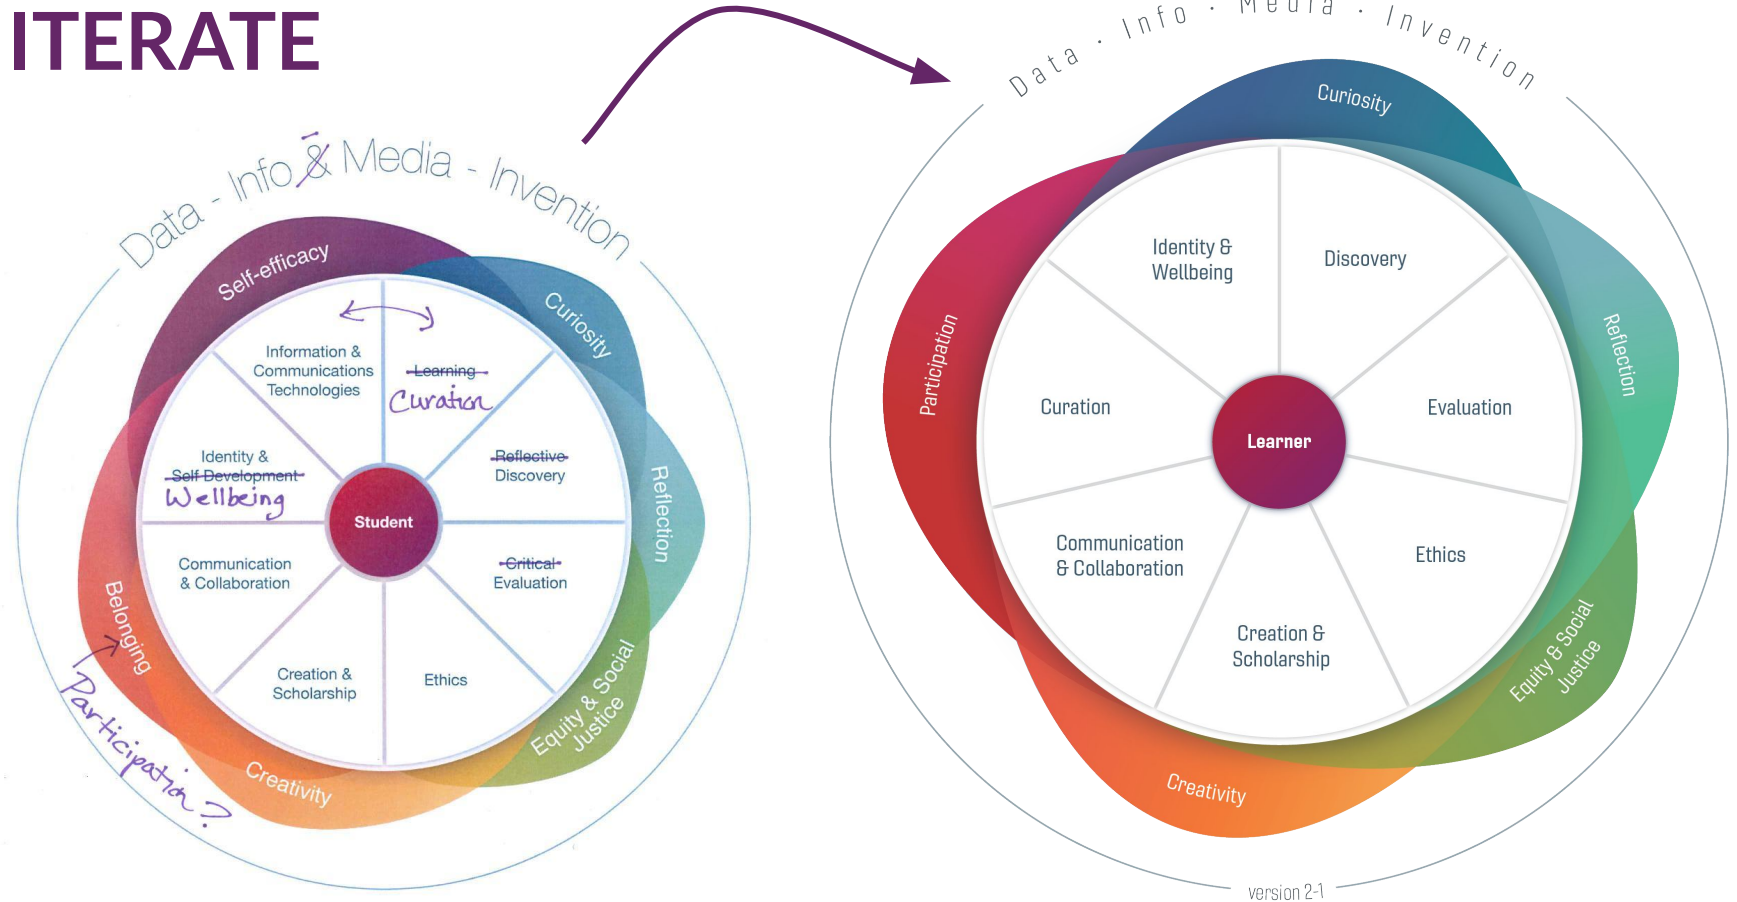 ITERATE
Data - Info & Media - Invention
Self-efficacy
Curiosity
Reflection
Equity & Social
Justice
Creativity
Belonging
Participation?
Information &
Communications
Technologies
Learning
Curation
Reflective
Discovery
Critical
Evaluation
Ethics
Creation &
Scholarship
Communication
& Collaboration
Identity &
Self Development
Wellbeing
Student
Data · Info · Media · Invention
Curiosity
Reflection
Equity & Social
Justice
Creativity
Participation
Identity &
Wellbeing
Discovery
Evaluation
Ethics
Creation &
Scholarship
Communication
& Collaboration
Curation
Learner
version 2-1